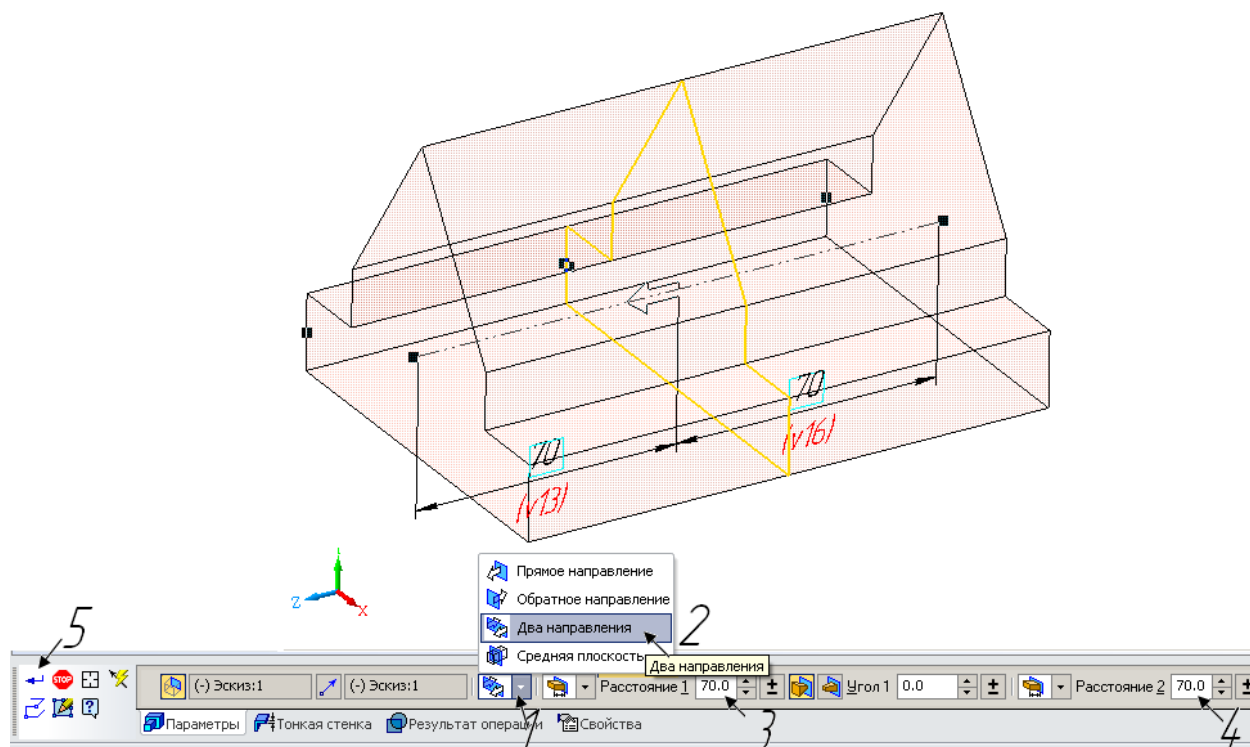 70
(v16)
70
(v13)
Прямое направление
Обратное направление
Два направления
2
Средняя плоскость
Два направления
Z
X
5
STOP
(-) Эскиз:1
(-) Эскиз:1
Расстояние 1
70.0
Угол 1
0.0
Расстояние 2
70.0
Параметры
Тонкая стенка
Результат операции
Свойства
1
3
4